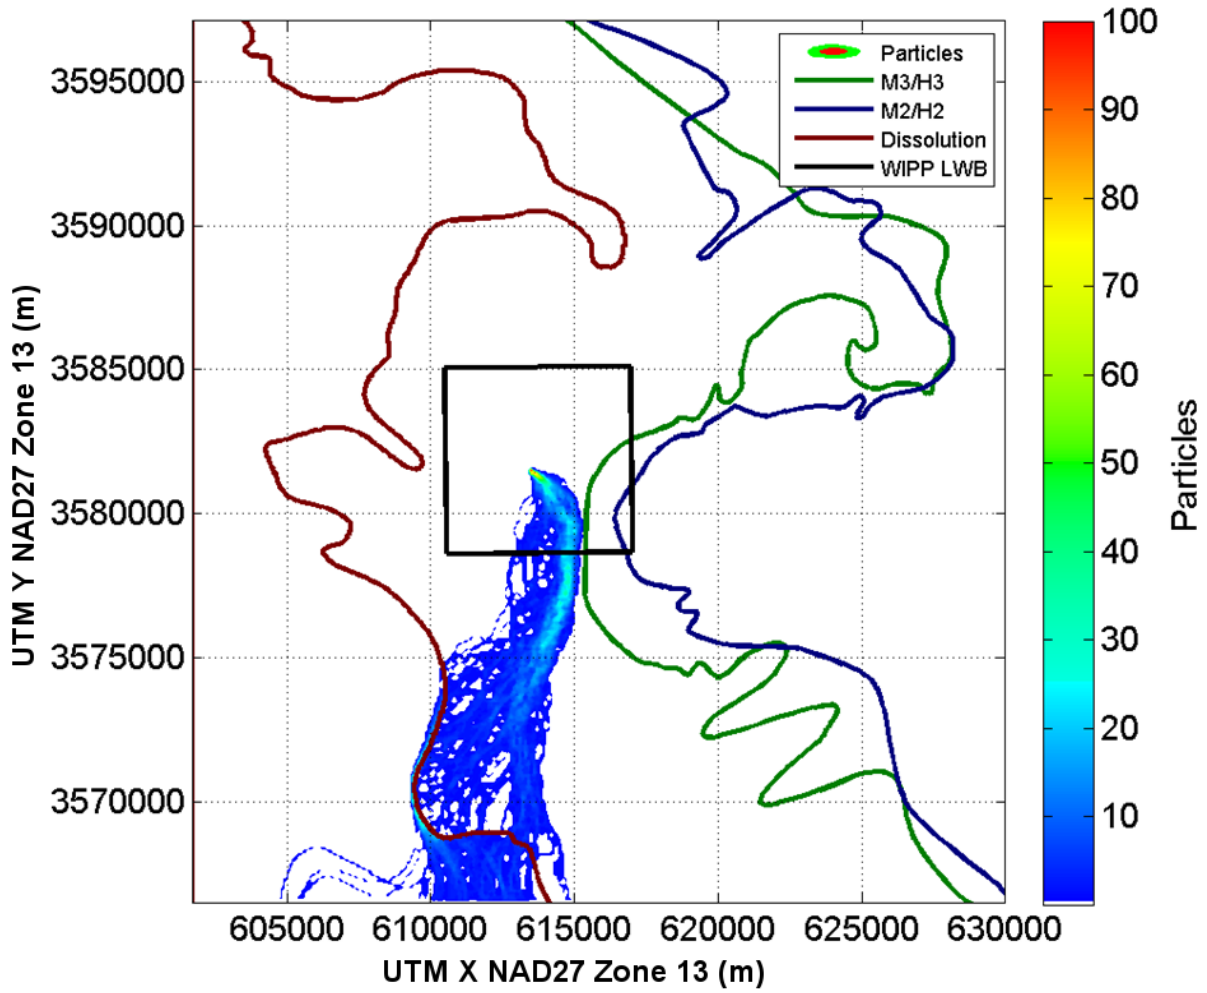 Particles
M3/H3
M2/H2
Dissolution
WIPP LWB
3595000
3590000
3585000
3580000
3575000
3570000
UTM Y NAD27 Zone 13 (m)
605000 610000 615000 620000 625000 630000
UTM X NAD27 Zone 13 (m)
100
90
80
70
60
50
40
30
20
10
Particles